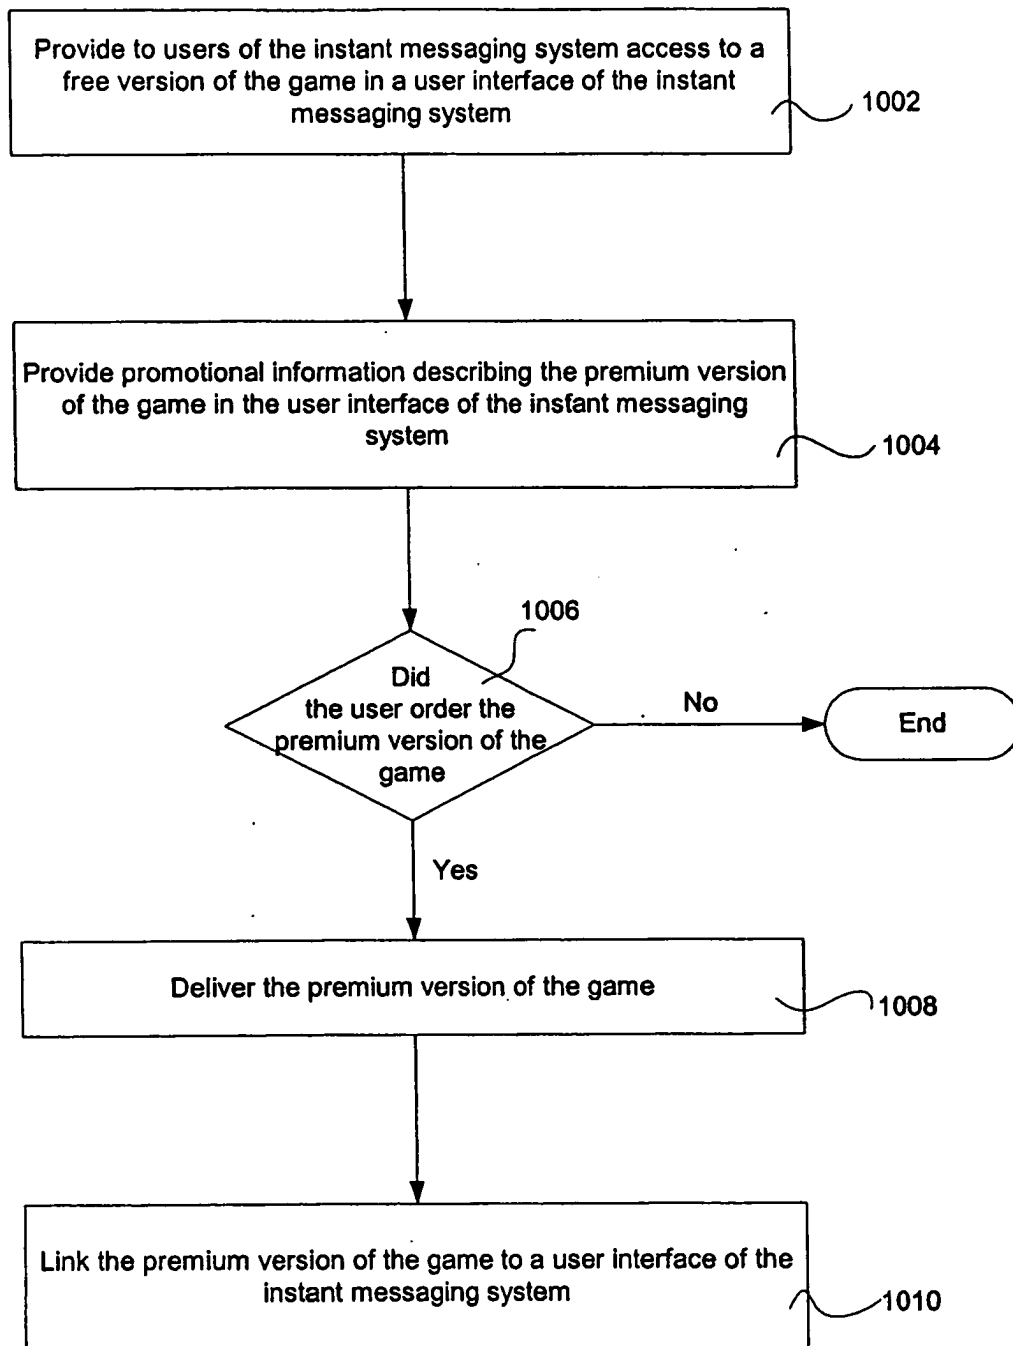 Provide to users of the instant messaging system access to a
free version of the game in a user interface of the instant
messaging system
1002
Provide promotional information describing the premium version
of the game in the user interface of the instant messaging
system
1004
1006
Did
the user order the
premium version of the
game
No
End
Yes
Deliver the premium version of the game
1008
Link the premium version of the game to a user interface of the
instant messaging system
1010